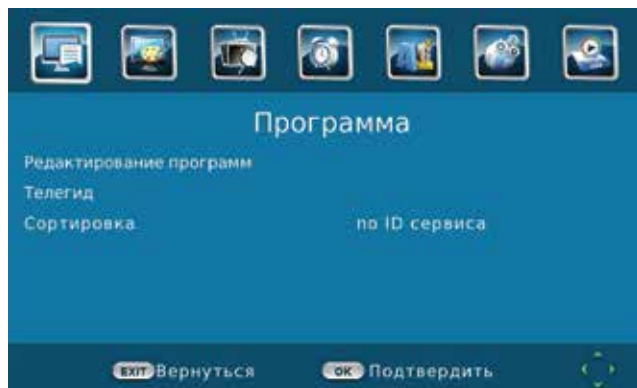 Программа
Редактирование программ
Телегид
Сортировка по ID сервиса
EXIT Вернуться OK Подтвердить